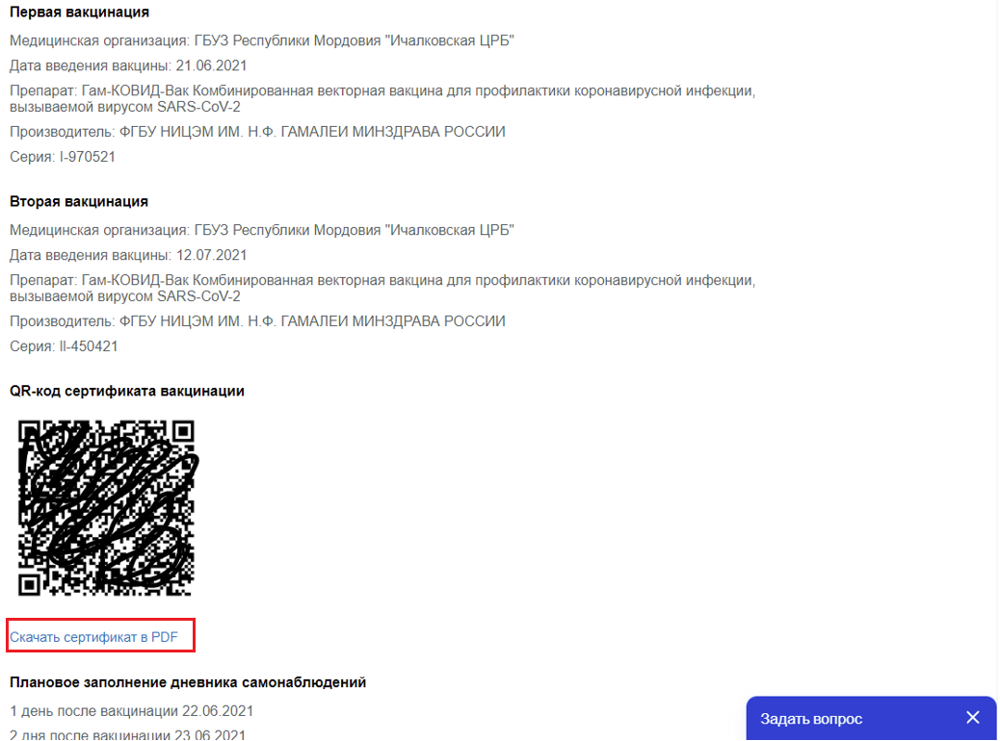 Первая вакцинация
Медицинская организация: ГБУЗ Республики Мордовия "Ичалковская ЦРБ"
Дата введения вакцины: 21.06.2021
Препарат: Гам-КОВИД-Вак Комбинированная векторная вакцина для профилактики коронавирусной инфекции,
вызываемой вирусом SARS-CoV-2
Производитель: ФГБУ НИЦЭМ ИМ. Н.Ф. ГАМАЛЕИ МИНЗДРАВА РОССИИ
Серия: I-970521
Вторая вакцинация
Медицинская организация: ГБУЗ Республики Мордовия "Ичалковская ЦРБ"
Дата введения вакцины: 12.07.2021
Препарат: Гам-КОВИД-Вак Комбинированная векторная вакцина для профилактики коронавирусной инфекции,
вызываемой вирусом SARS-CoV-2
Производитель: ФГБУ НИЦЭМ ИМ. Н.Ф. ГАМАЛЕИ МИНЗДРАВА РОССИИ
Серия: II-450421
QR-код сертификата вакцинации
Скачать сертификат в PDF
Плановое заполнение дневника самонаблюдений
1 день после вакцинации 22.06.2021
2 дня после вакцинации 23.06.2021
Задать вопрос